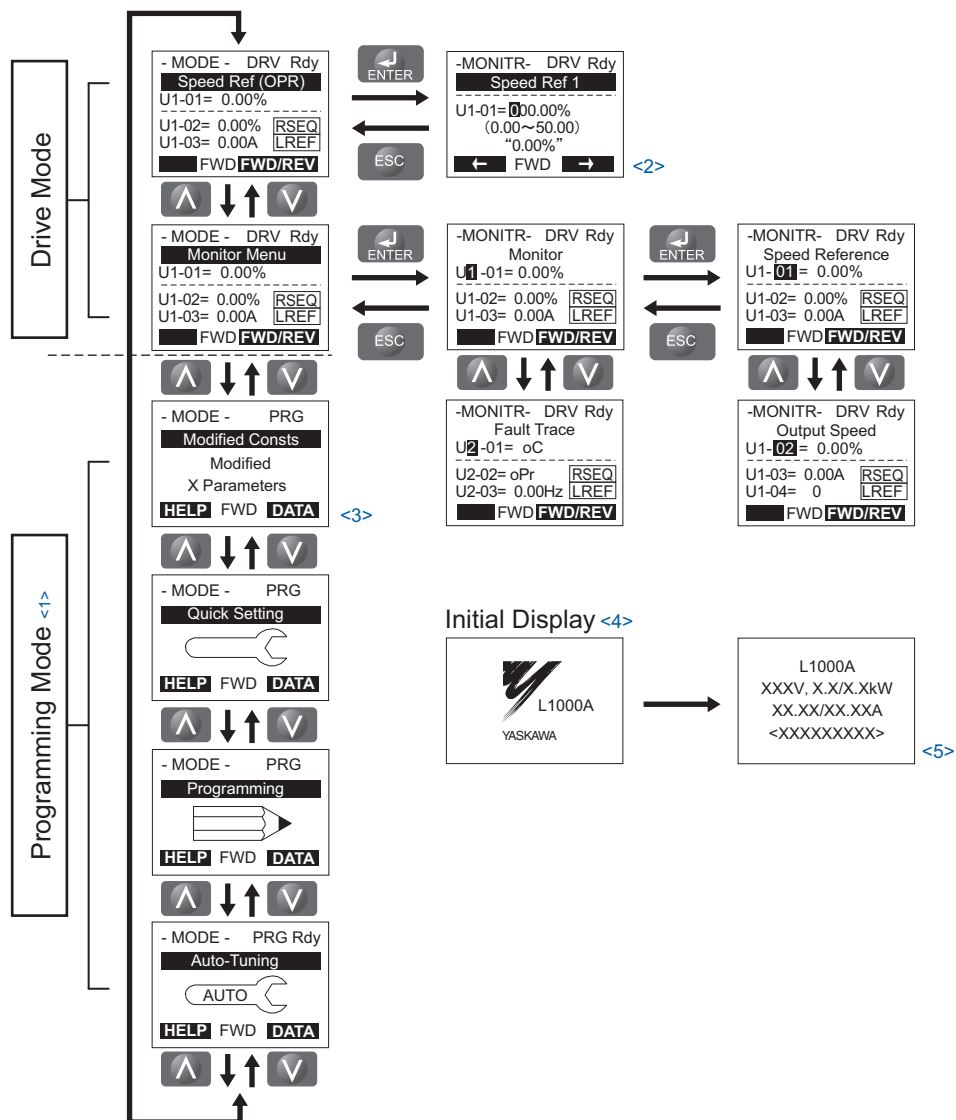 Drive Mode
- MODE - DRV Rdy
Speed Ref (OPR)
U1-01= 0.00%
U1-02= 0.00% RSEQ
U1-03= 0.00A LREF
FWD FWD/REV
ENTER
ESC
-MONITR- DRV Rdy
Speed Ref 1
U1-01= 000.00%
(0.00～50.00)
“0.00%”
← FWD →
<2>
- MODE - DRV Rdy
Monitor Menu
U1-01= 0.00%
U1-02= 0.00% RSEQ
U1-03= 0.00A LREF
FWD FWD/REV
ENTER
ESC
-MONITR- DRV Rdy
Monitor
U1 -01= 0.00%
U1-02= 0.00% RSEQ
U1-03= 0.00A LREF
FWD FWD/REV
ENTER
ESC
-MONITR- DRV Rdy
Speed Reference
U1- 01 = 0.00%
U1-02= 0.00% RSEQ
U1-03= 0.00A LREF
FWD FWD/REV
-MONITR- DRV Rdy
Fault Trace
U2 -01= oC
U2-02= oPr RSEQ
U2-03= 0.00Hz LREF
FWD FWD/REV
-MONITR- DRV Rdy
Output Speed
U1- 02 = 0.00%
U1-03= 0.00A RSEQ
U1-04= 0 LREF
FWD FWD/REV
Programming Mode <1>
- MODE - PRG
Modified Consts
Modified
X Parameters
HELP FWD DATA
<3>
- MODE - PRG
Quick Setting
HELP FWD DATA
- MODE - PRG
Programming
HELP FWD DATA
- MODE - PRG Rdy
Auto-Tuning
AUTO
HELP FWD DATA
Initial Display <4>
L1000A
YASKAWA
L1000A
XXXV, X.X/X.XkW
XX.XX/XX.XXA
<XXXXXXXXX>
<5>